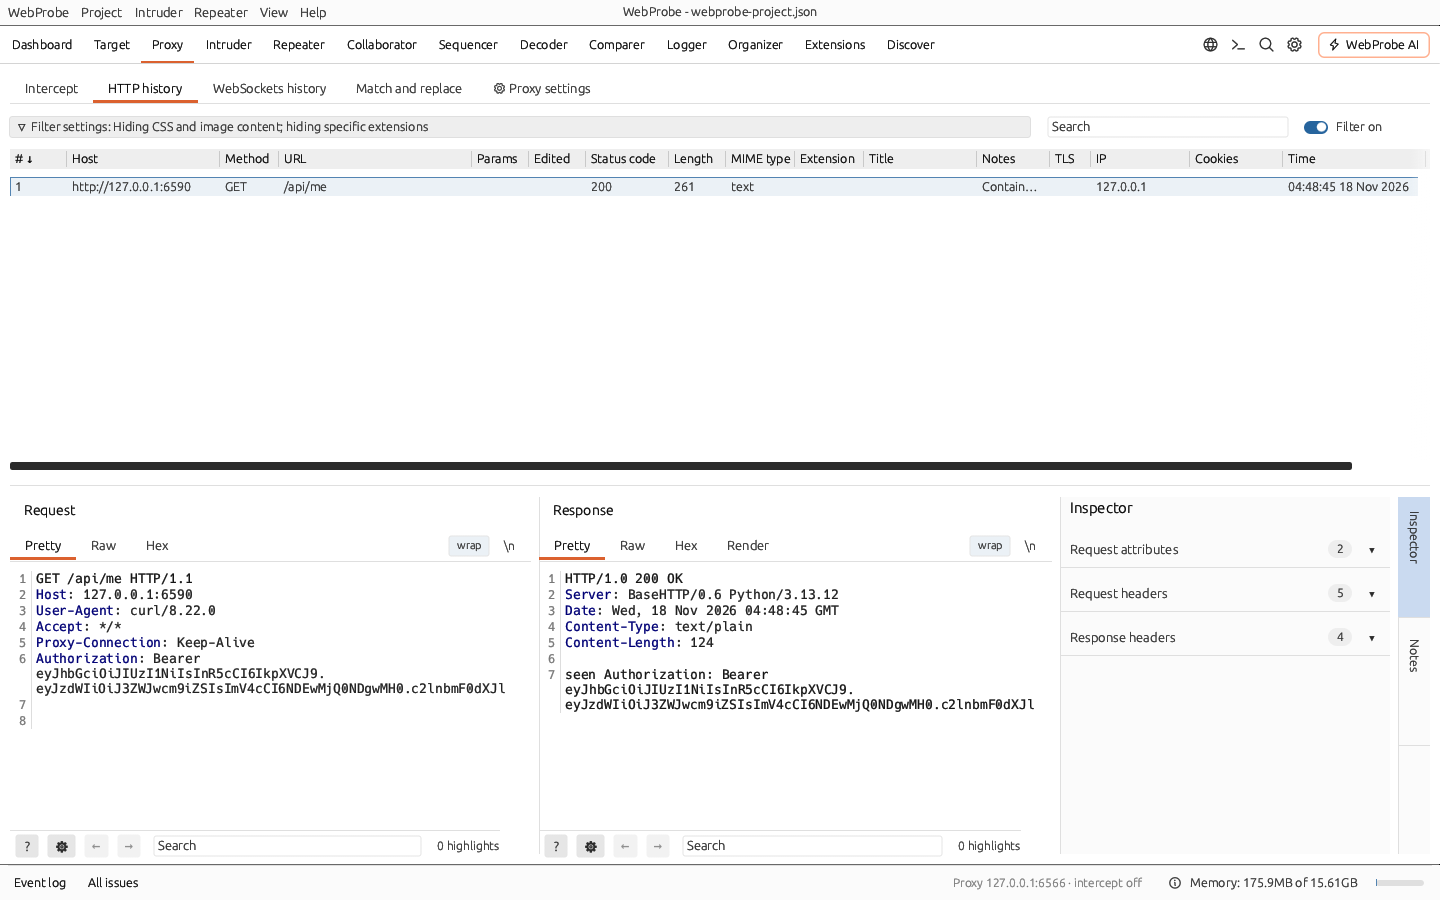 WebProbe Project Intruder Repeater View Help WebProbe - webprobe-project.json
Dashboard Target Proxy Intruder Repeater Collaborator Sequencer Decoder Comparer Logger Organizer Extensions Discover WebProbe AI
Intercept HTTP history WebSockets history Match and replace Proxy settings
Filter settings: Hiding CSS and image content; hiding specific extensions Search Filter on
# ↓ Host Method URL Params Edited Status code Length MIME type Extension Title Notes TLS IP Cookies Time
1 http://127.0.0.1:6590 GET /api/me 200 261 text Contain... 127.0.0.1 04:48:45 18 Nov 2026
Request
Pretty Raw Hex wrap \n
1 GET /api/me HTTP/1.1
2 Host: 127.0.0.1:6590
3 User-Agent: curl/8.22.0
4 Accept: */*
5 Proxy-Connection: Keep-Alive
6 Authorization: Bearer
eyJhbGciOiJIUzI1NiIsInR5cCI6IkpXVCJ9.
eyJzdWIiOiJ3ZWJwcm9iZSIsImV4cCI6NDEwMjQ0NDgwMH0.c2lnbmF0dXJl
7
8
? ← → Search 0 highlights
Response
Pretty Raw Hex Render wrap \n
1 HTTP/1.0 200 OK
2 Server: BaseHTTP/0.6 Python/3.13.12
3 Date: Wed, 18 Nov 2026 04:48:45 GMT
4 Content-Type: text/plain
5 Content-Length: 124
6
7 seen Authorization: Bearer
eyJhbGciOiJIUzI1NiIsInR5cCI6IkpXVCJ9.
eyJzdWIiOiJ3ZWJwcm9iZSIsImV4cCI6NDEwMjQ0NDgwMH0.c2lnbmF0dXJl
? ← → Search 0 highlights
Inspector
Request attributes 2
Request headers 5
Response headers 4
Inspector
Notes
Event log All issues Proxy 127.0.0.1:6566 · intercept off Memory: 175.9MB of 15.61GB